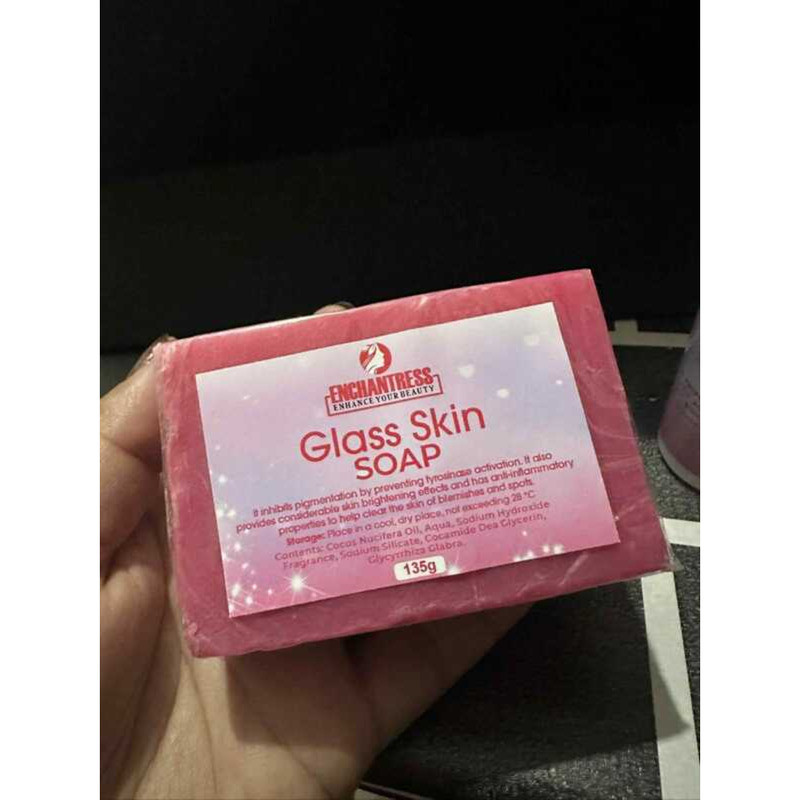 ENCHANTRESS
ENHANCE YOUR BEAUTY
Glass Skin
SOAP
It inhibits pigmentation by preventing tyrosinase activation. It also
provides considerable skin brightening effects and has anti-inflammatory
properties to help clear the skin of blemishes and spots.
Storage: Place in a cool, dry place, not exceeding 28 °C
Contents: Cocos Nucifera Oil, Aqua, Sodium Hydroxide
Fragrance, Sodium Silicate, Cocamide Dea Glycerin,
Glycyrrhiza Glabra.
135g